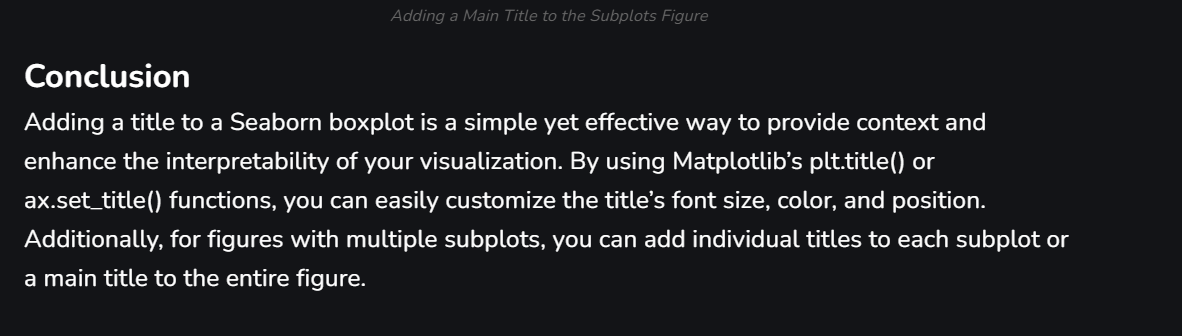 Adding a Main Title to the Subplots Figure
Conclusion
Adding a title to a Seaborn boxplot is a simple yet effective way to provide context and
enhance the interpretability of your visualization. By using Matplotlib’s plt.title() or
ax.set_title() functions, you can easily customize the title’s font size, color, and position.
Additionally, for figures with multiple subplots, you can add individual titles to each subplot or
a main title to the entire figure.